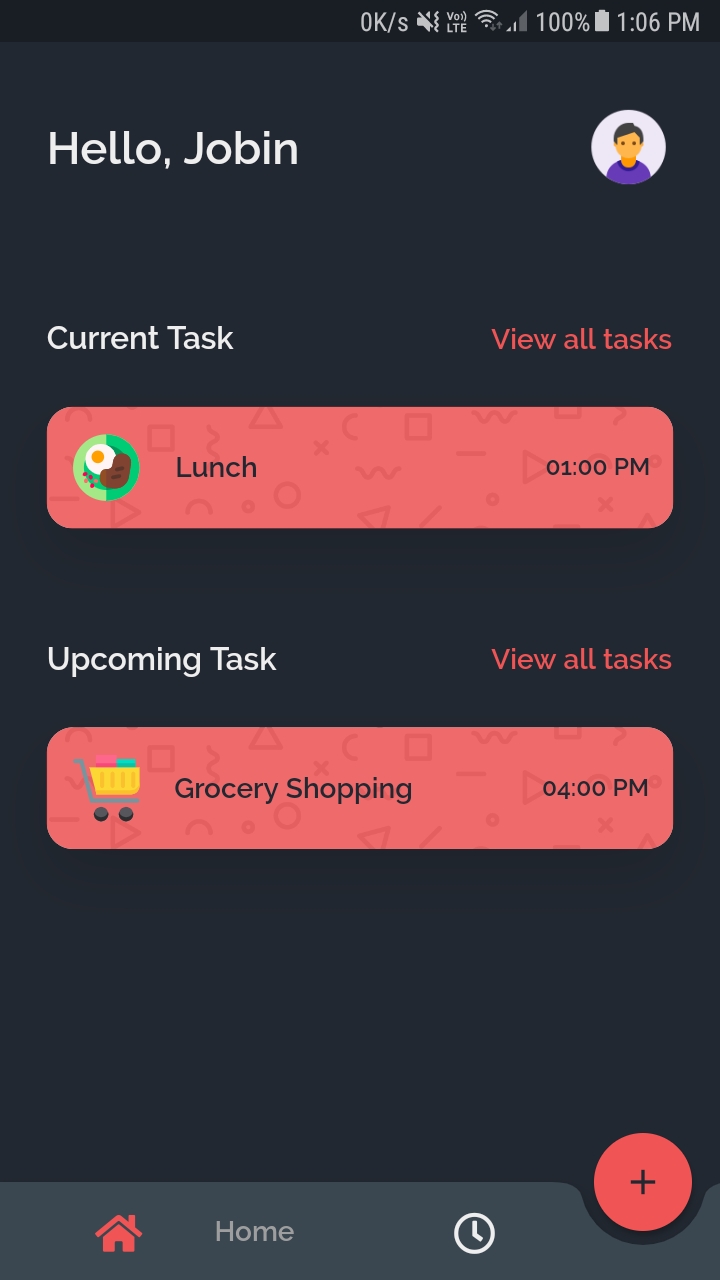 0K/s Vo)) LTE 100% 1:06 PM
Hello, Jobin
Current Task View all tasks
Lunch 01:00 PM
Upcoming Task View all tasks
Grocery Shopping 04:00 PM
+
Home